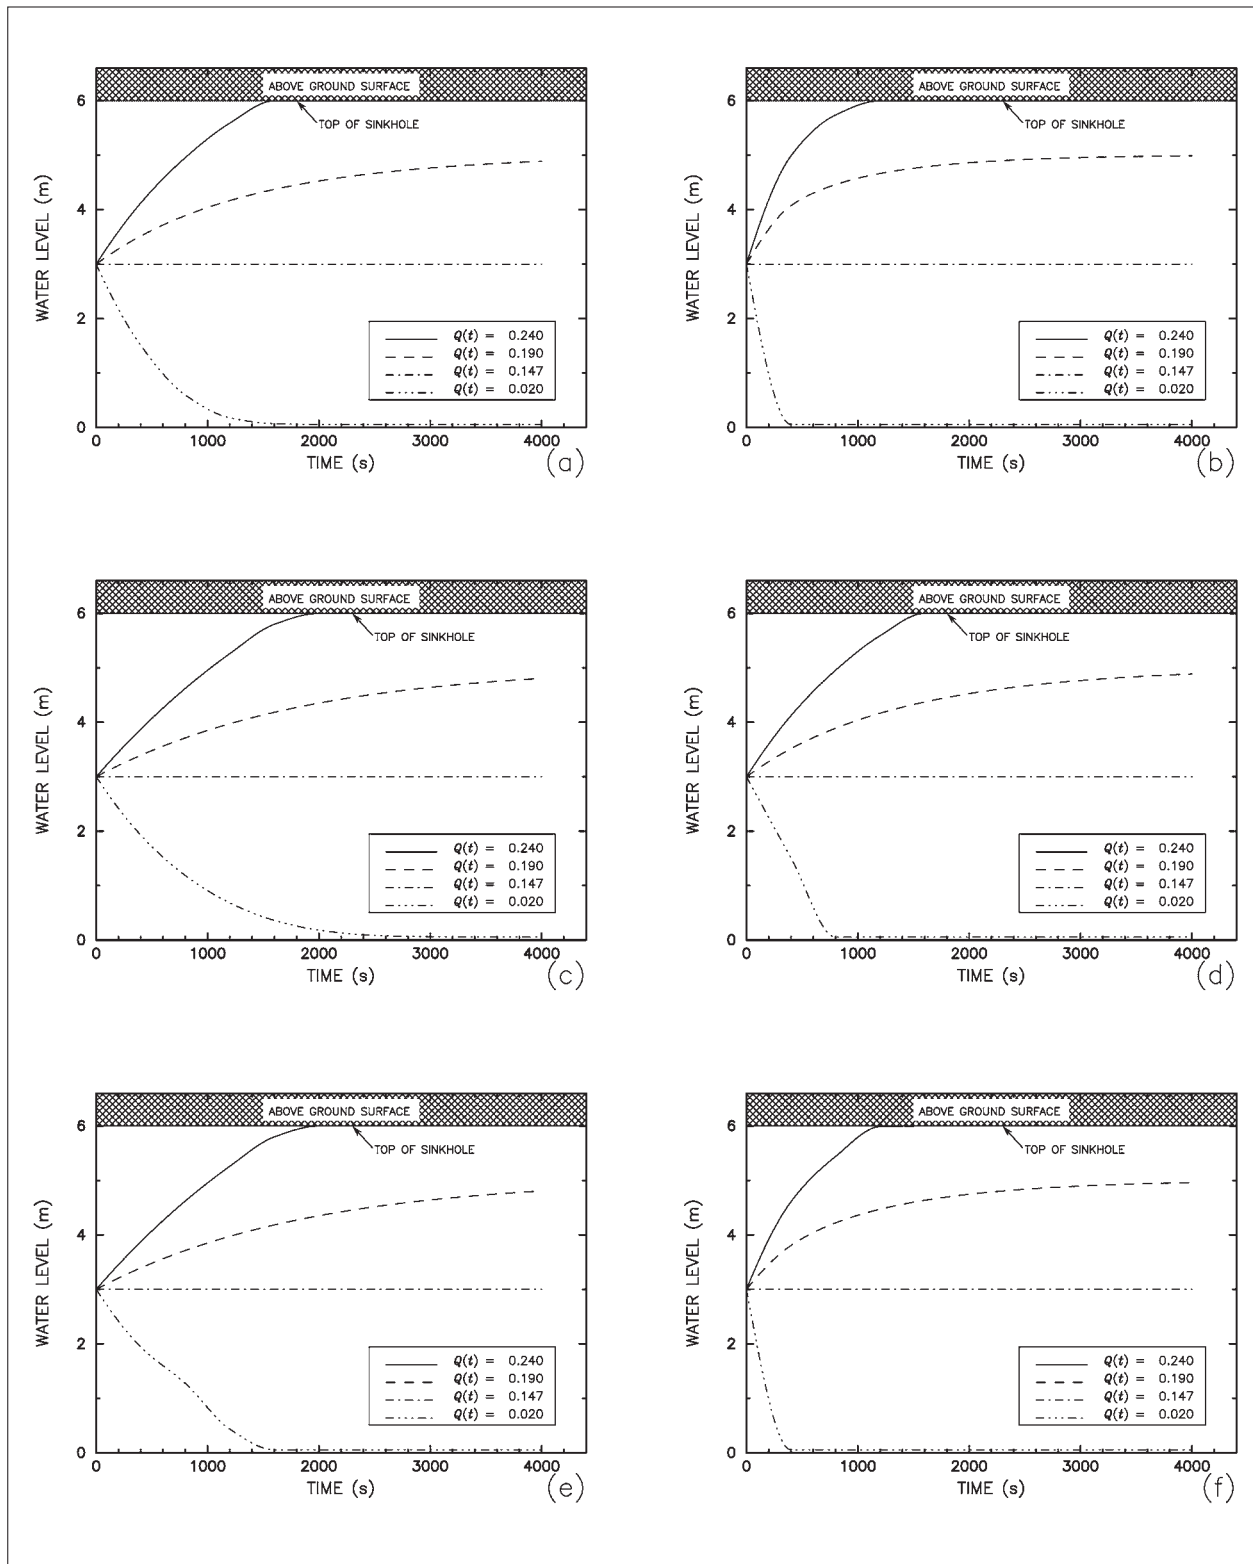 ABOVE GROUND SURFACE
TOP OF SINKHOLE
WATER LEVEL (m)
6
4
2
0
Q(t) = 0.240
Q(t) = 0.190
Q(t) = 0.147
Q(t) = 0.020
0 1000 2000 3000 4000
TIME (s)
(a)
ABOVE GROUND SURFACE
TOP OF SINKHOLE
WATER LEVEL (m)
6
4
2
0
Q(t) = 0.240
Q(t) = 0.190
Q(t) = 0.147
Q(t) = 0.020
0 1000 2000 3000 4000
TIME (s)
(b)
ABOVE GROUND SURFACE
TOP OF SINKHOLE
WATER LEVEL (m)
6
4
2
0
Q(t) = 0.240
Q(t) = 0.190
Q(t) = 0.147
Q(t) = 0.020
0 1000 2000 3000 4000
TIME (s)
(c)
ABOVE GROUND SURFACE
TOP OF SINKHOLE
WATER LEVEL (m)
6
4
2
0
Q(t) = 0.240
Q(t) = 0.190
Q(t) = 0.147
Q(t) = 0.020
0 1000 2000 3000 4000
TIME (s)
(d)
ABOVE GROUND SURFACE
TOP OF SINKHOLE
WATER LEVEL (m)
6
4
2
0
Q(t) = 0.240
Q(t) = 0.190
Q(t) = 0.147
Q(t) = 0.020
0 1000 2000 3000 4000
TIME (s)
(e)
ABOVE GROUND SURFACE
TOP OF SINKHOLE
WATER LEVEL (m)
6
4
2
0
Q(t) = 0.240
Q(t) = 0.190
Q(t) = 0.147
Q(t) = 0.020
0 1000 2000 3000 4000
TIME (s)
(f)